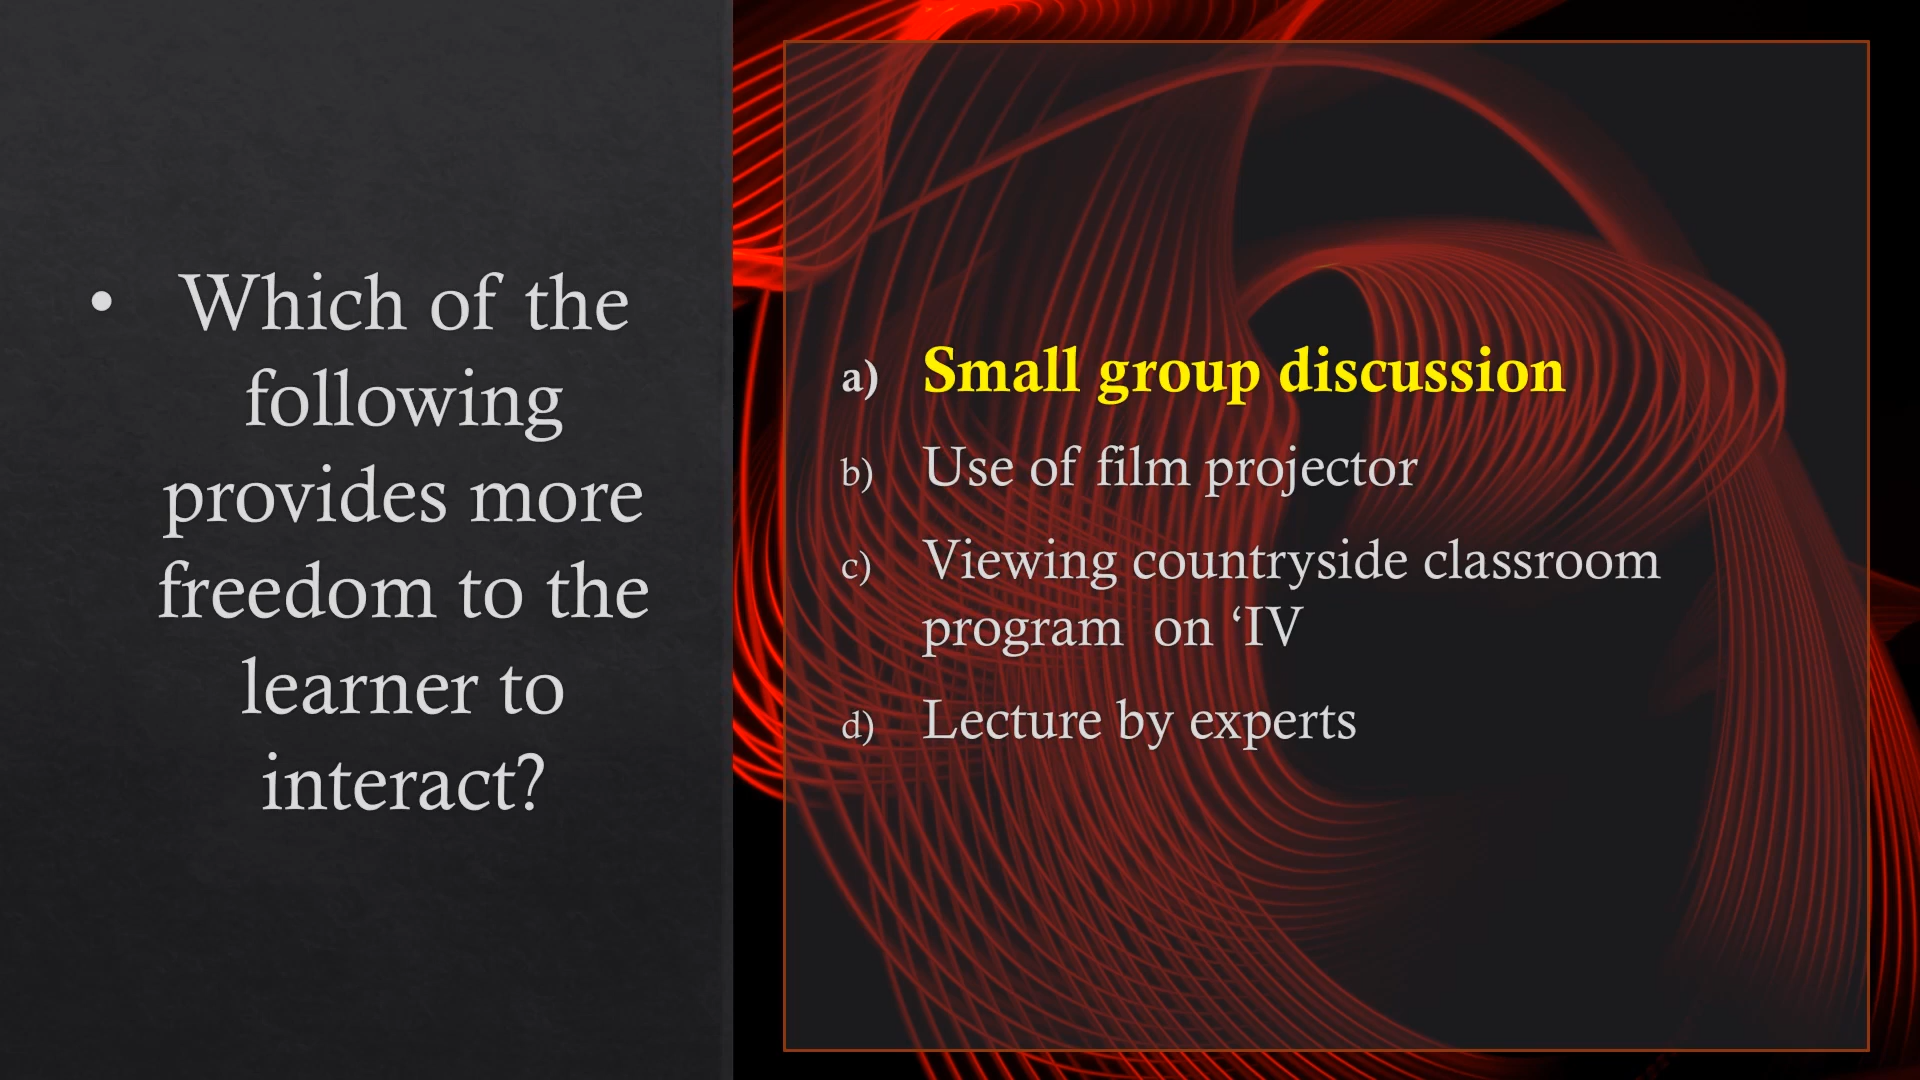 • Which of the
following
provides more
freedom to the
learner to
interact?
a) Small group discussion
b) Use of film projector
c) Viewing countryside classroom
program  on ‘IV
d) Lecture by experts